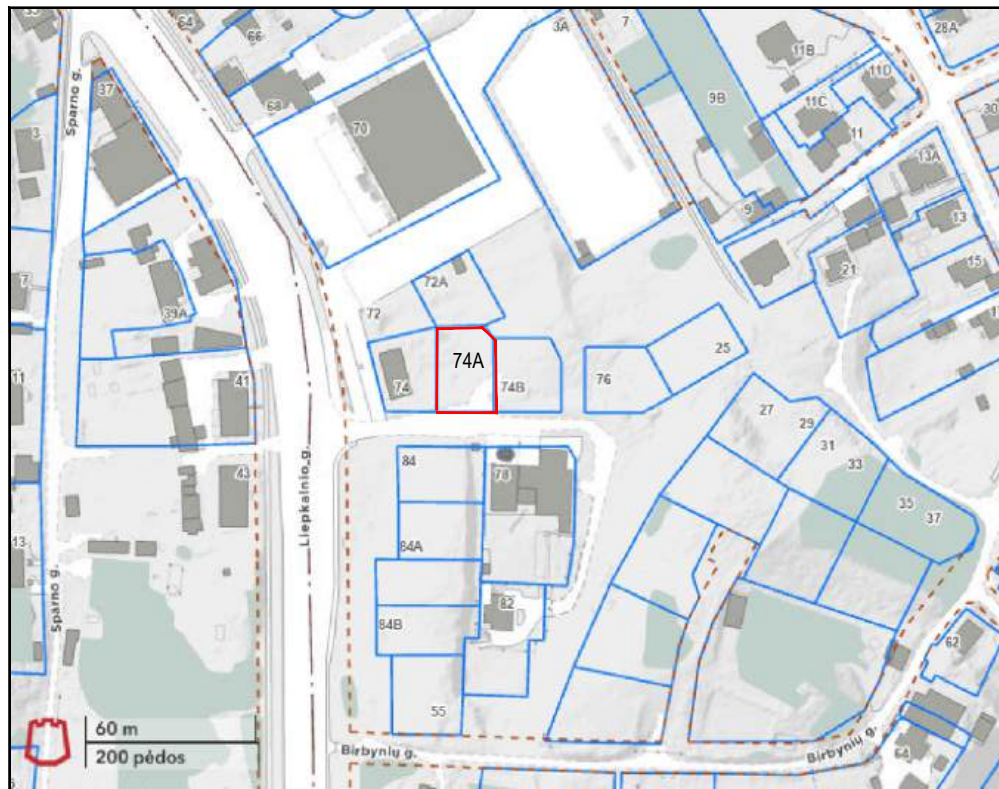 64
66
3A
7
11B
28A
Sparno g.
37
68
70
9B
11D
11C
30
3
11
13A
9
13
21
15
7
72A
39A
72
74A
25
74
74B
76
11
41
27
29
31
33
84
78
35
37
43
Liepkalnio g.
84A
13
Sparno g.
82
84B
62
55
60 m
200 pėdos
Birbynių g.
Birbynių g.
64